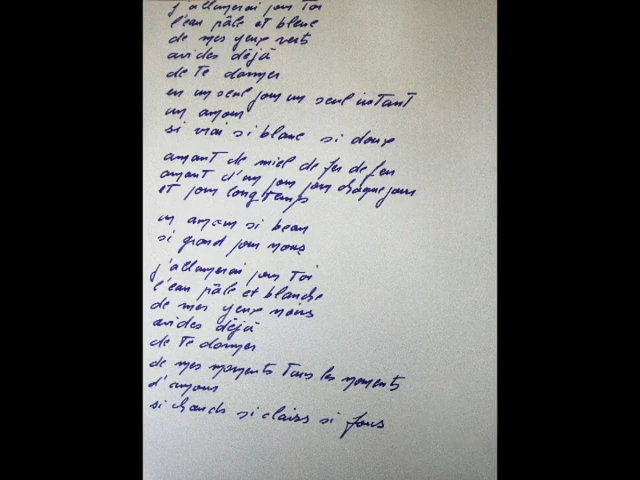 j'allumerai pour toi
l'eau pâle et bleue
de mes yeux verts
avides déjà
de te donner
en un seul jour un seul instant
un amour
si vrai si blanc si doux
amant de miel de fer de feu
amant d'un jour pour chaque jour
et pour longtemps
un amour si beau
si grand pour nous
j'allumerai pour toi
l'eau pâle et blanche
de mes yeux noirs
avides déjà
de te donner
de mes moments tous les moments
d'amour
si chauds si clairs si fous